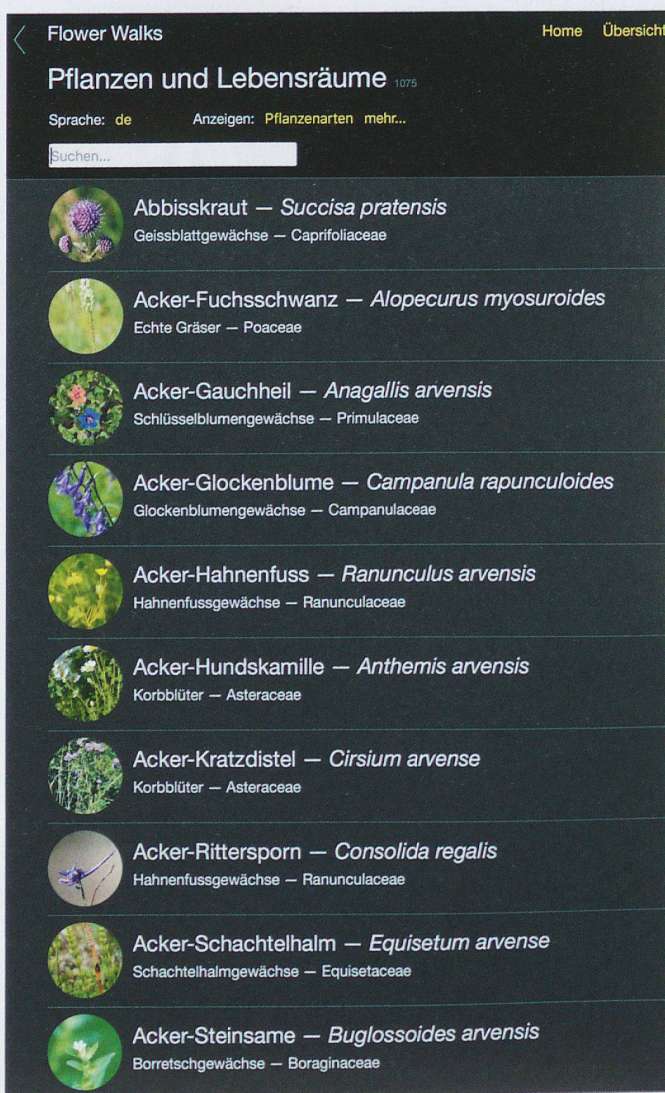 Flower Walks
Home Übersicht
Pflanzen und Lebensräume 1075
Sprache: de Anzeigen: Pflanzenarten mehr...
Suchen...
Abbisskraut — Succisa pratensis
Geissblattgewächse — Caprifoliaceae
Acker-Fuchsschwanz — Alopecurus myosuroides
Echte Gräser — Poaceae
Acker-Gauchheil — Anagallis arvensis
Schlüsselblumengewächse — Primulaceae
Acker-Glockenblume — Campanula rapunculoides
Glockenblumengewächse — Campanulaceae
Acker-Hahnenfuss — Ranunculus arvensis
Hahnenfussgewächse — Ranunculaceae
Acker-Hundskamille — Anthemis arvensis
Korbblüter — Asteraceae
Acker-Kratzdistel — Cirsium arvense
Korbblüter — Asteraceae
Acker-Rittersporn — Consolida regalis
Hahnenfussgewächse — Ranunculaceae
Acker-Schachtelhalm — Equisetum arvense
Schachtelhalmgewächse — Equisetaceae
Acker-Steinsame — Buglossoides arvensis
Borretschgewächse — Boraginaceae